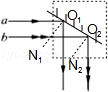 a O₁
b O₂
N₁ N₂